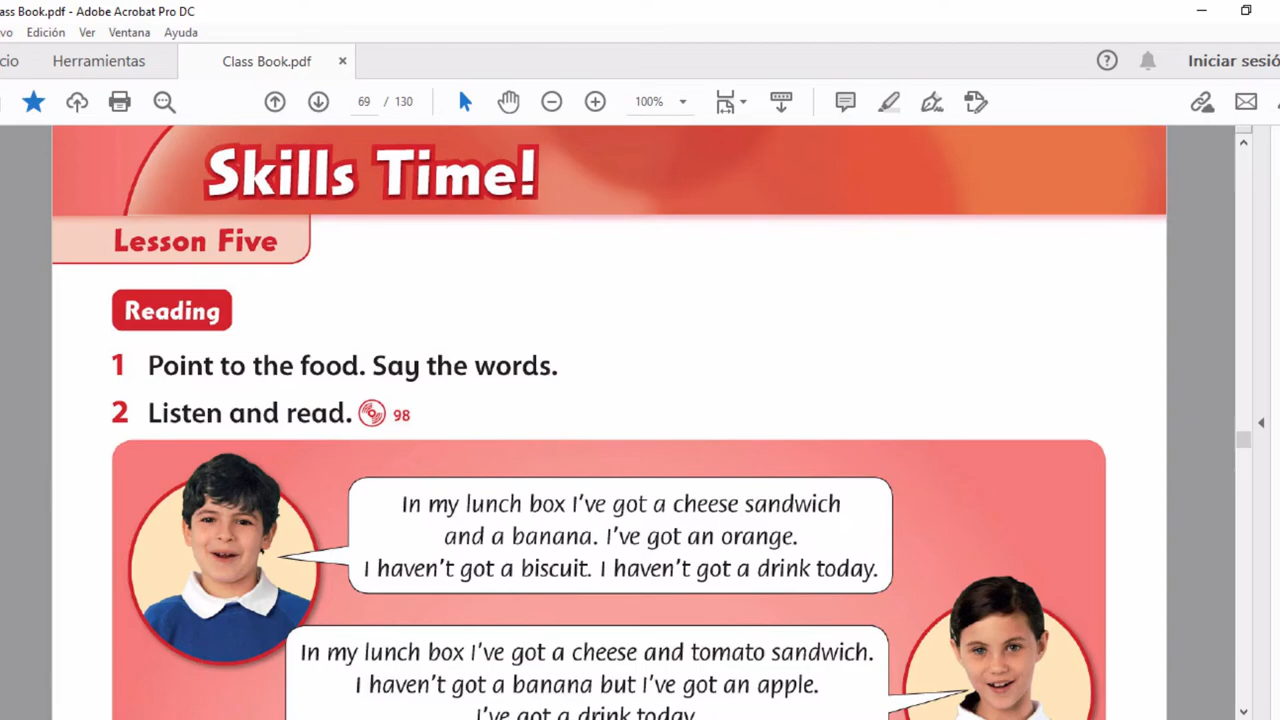 ass Book.pdf - Adobe Acrobat Pro DC
vo Edición Ver Ventana Ayuda
cio Herramientas Class Book.pdf × ? Iniciar sesió
69 / 130 100%
Skills Time!
Lesson Five
Reading
1 Point to the food. Say the words.
2 Listen and read. 98
In my lunch box I've got a cheese sandwich
and a banana. I've got an orange.
I haven't got a biscuit. I haven't got a drink today.
In my lunch box I've got a cheese and tomato sandwich.
I haven't got a banana but I've got an apple.
I've got a drink today.